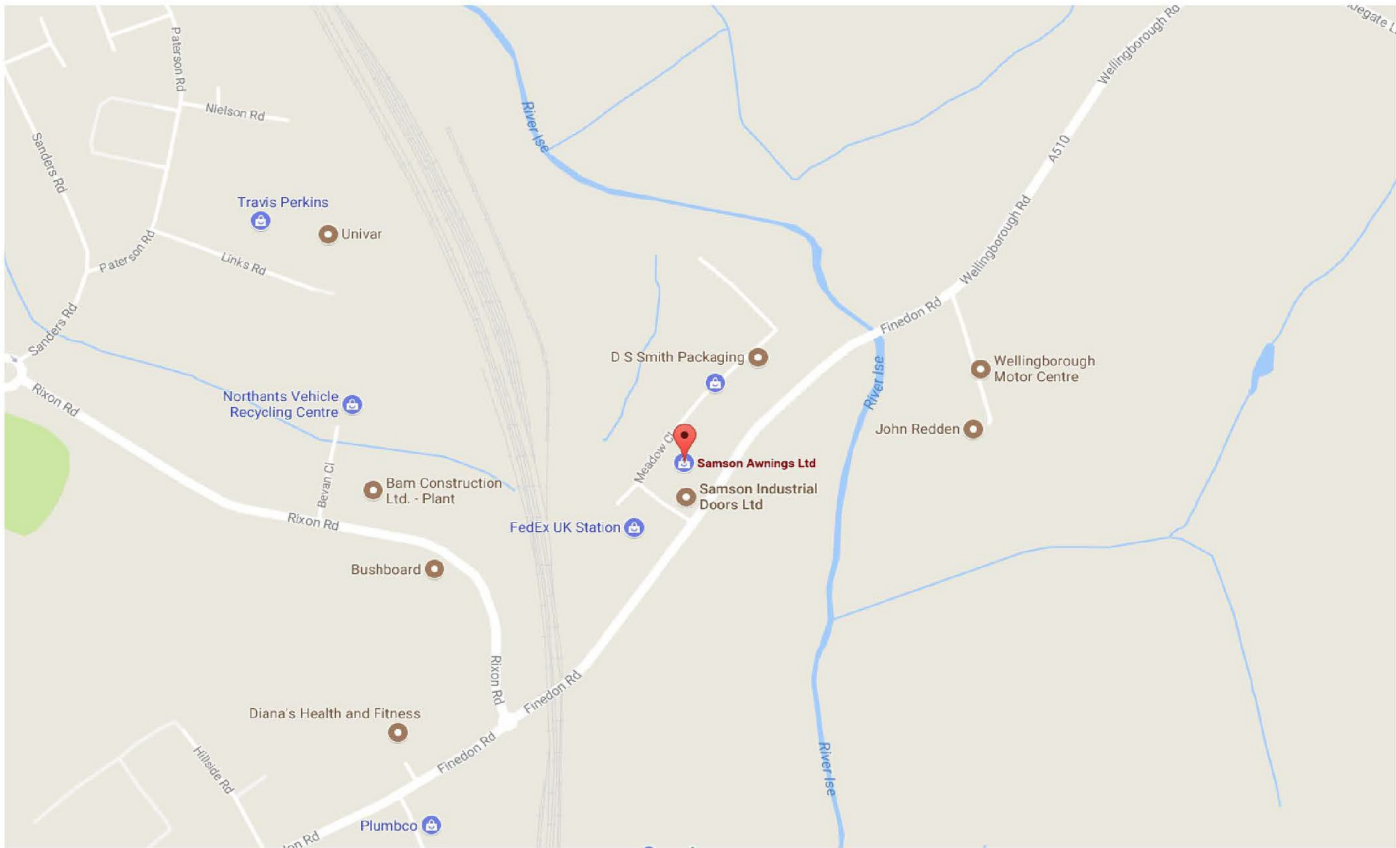 Wellingborough Rd
Paterson Rd
Nielson Rd
River Ise
A510
Sanders Rd
Travis Perkins
Univar
Wellingborough Rd
Paterson Rd
Links Rd
Finedon Rd
Sanders Rd
D S Smith Packaging
Wellingborough
Motor Centre
River Ise
Rixon Rd
Northants Vehicle
Recycling Centre
John Redden
Meadow Cl
Samson Awnings Ltd
Bevan Cl
Bam Construction
Ltd. - Plant
Samson Industrial
Doors Ltd
Rixon Rd
FedEx UK Station
Bushboard
Rixon Rd
Finedon Rd
Diana's Health and Fitness
Hillside Rd
Finedon Rd
River Ise
Plumbco
Rd